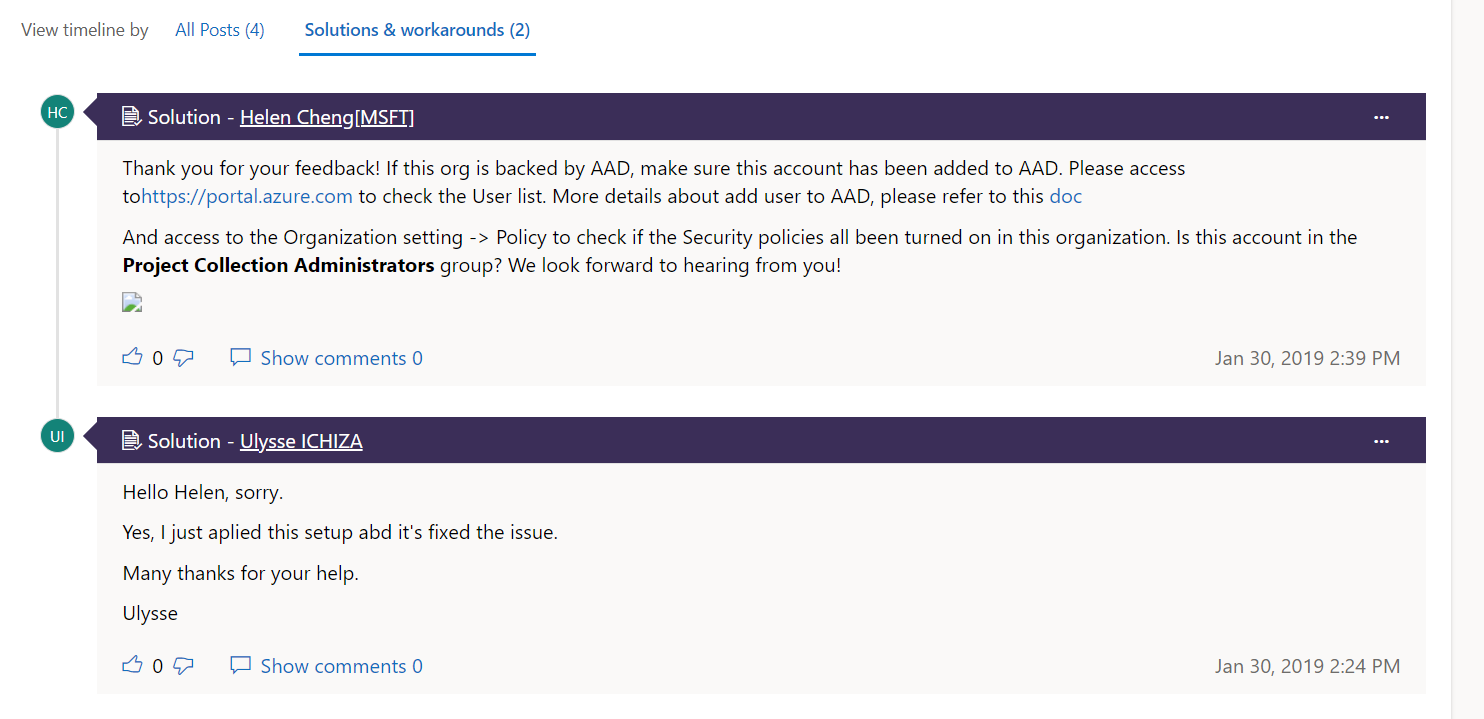 View timeline by All Posts (4) Solutions & workarounds (2)
HC Solution - Helen Cheng[MSFT] ...
Thank you for your feedback! If this org is backed by AAD, make sure this account has been added to AAD. Please access
tohttps://portal.azure.com to check the User list. More details about add user to AAD, please refer to this doc
And access to the Organization setting -> Policy to check if the Security policies all been turned on in this organization. Is this account in the
Project Collection Administrators group? We look forward to hearing from you!
0 Show comments 0 Jan 30, 2019 2:39 PM
UI Solution - Ulysse ICHIZA ...
Hello Helen, sorry.
Yes, I just aplied this setup abd it's fixed the issue.
Many thanks for your help.
Ulysse
0 Show comments 0 Jan 30, 2019 2:24 PM